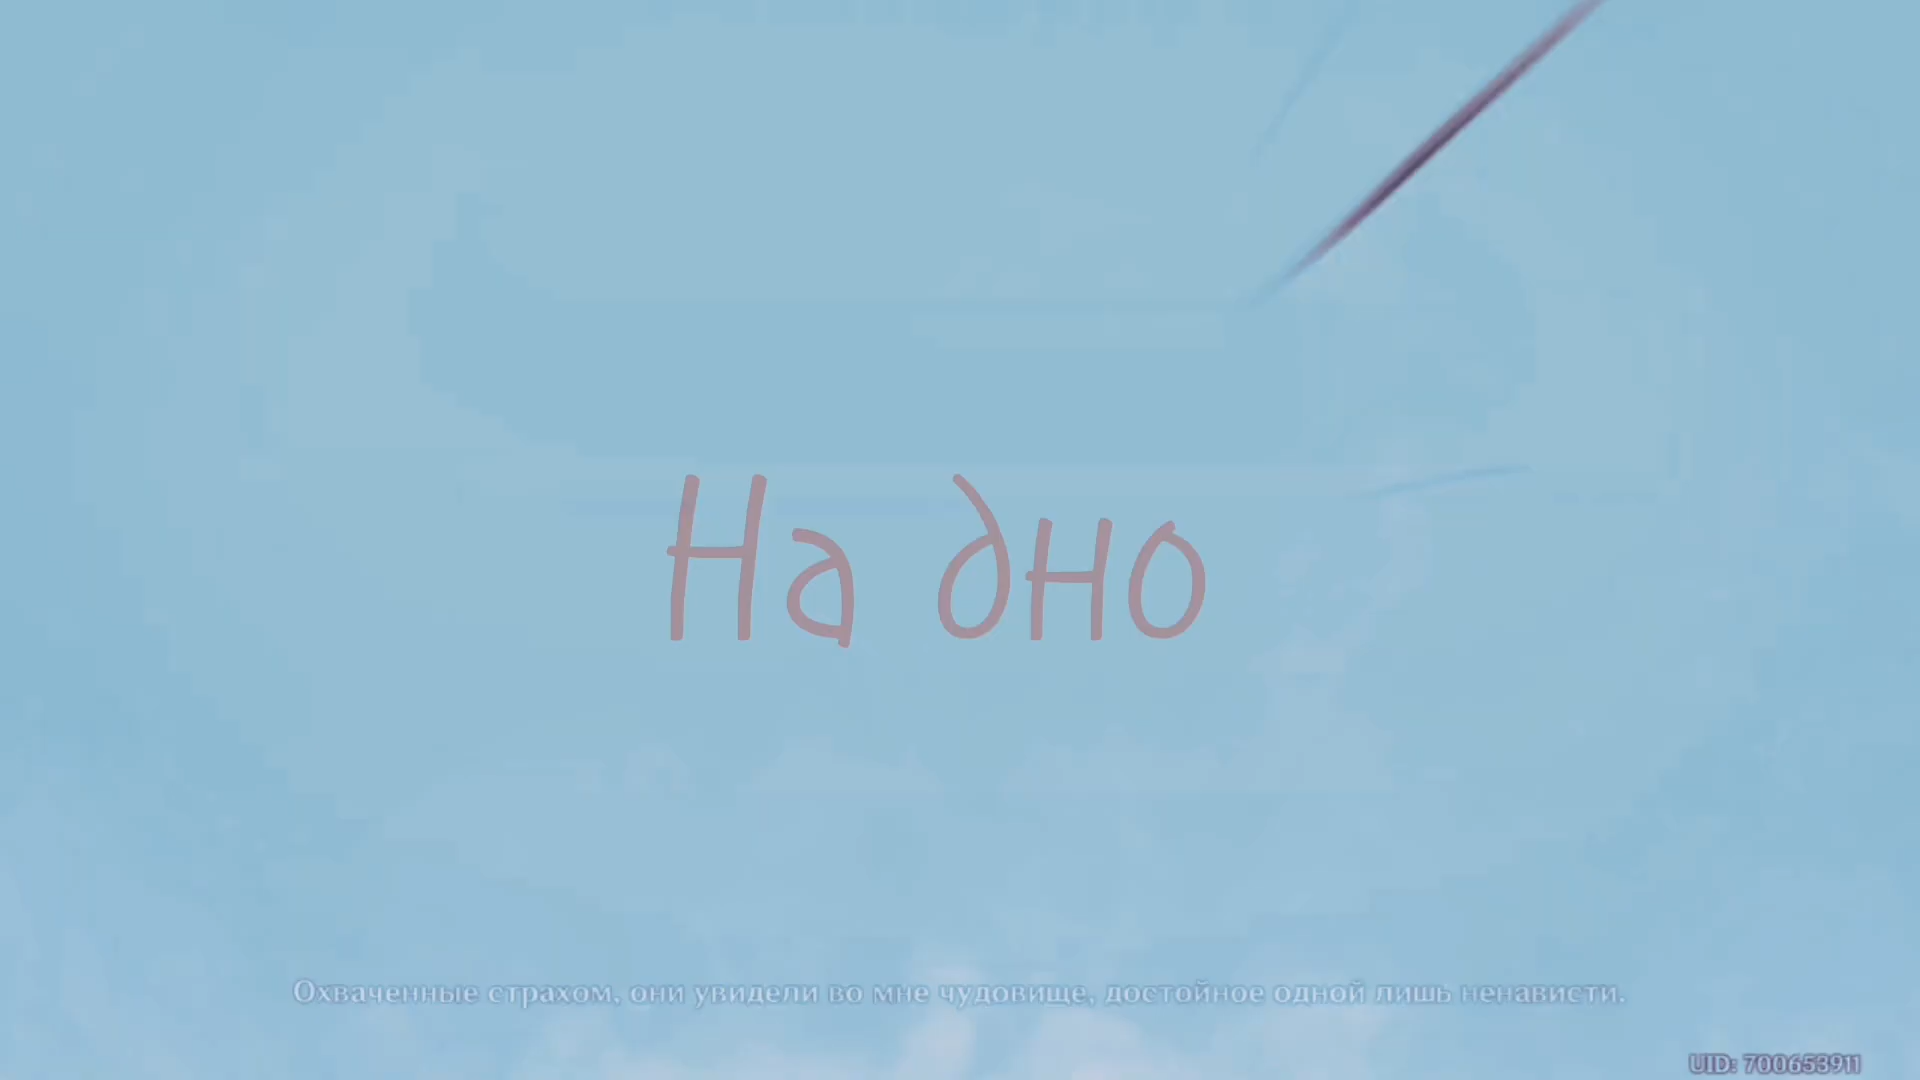 На дно
Охваченные страхом, они увидели во мне чудовище, достойное одной лишь ненависти.
UID: 700653911